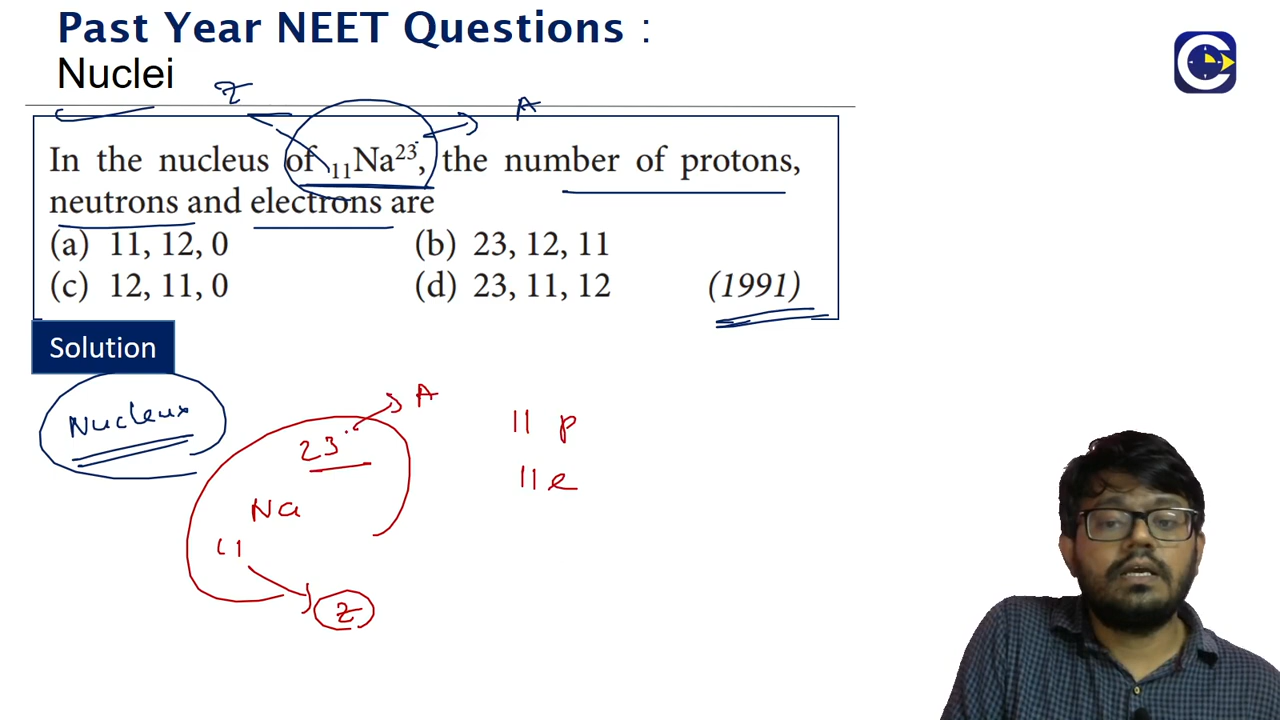 Past Year NEET Questions :
Nuclei
Z
A
In the nucleus of ₁₁Na²³, the number of protons,
neutrons and electrons are
(a) 11, 12, 0 (b) 23, 12, 11
(c) 12, 11, 0 (d) 23, 11, 12 (1991)
Solution
Nucleus
A
23
Na
11
Z
11 p
11 e